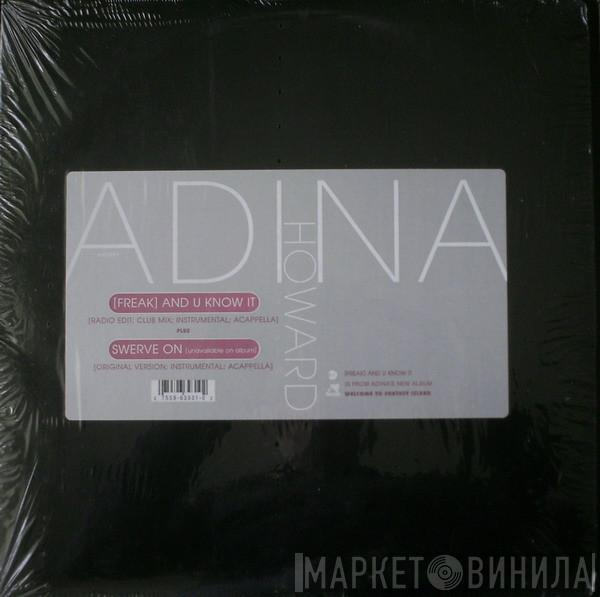 ADINA
HOWARD
[FREAK] AND U KNOW IT
[RADIO EDIT; CLUB MIX; INSTRUMENTAL; ACAPPELLA]
PLUS
SWERVE ON [unavailable on album]
[ORIGINAL VERSION; INSTRUMENTAL; ACAPPELLA]
[FREAK] AND U KNOW IT
IS FROM ADINA'S NEW ALBUM
WELCOME TO FANTASY ISLAND
МАРКЕТ ВИНИЛА